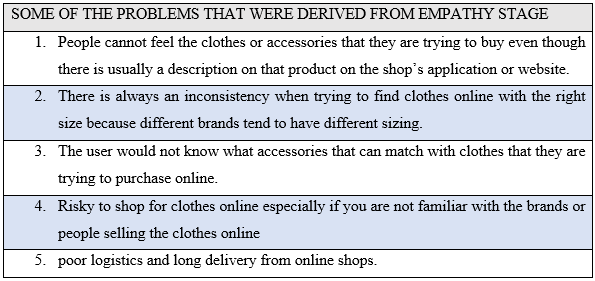 SOME OF THE PROBLEMS THAT WERE DERIVED FROM EMPATHY STAGE
1. People cannot feel the clothes or accessories that they are trying to buy even though
there is usually a description on that product on the shop’s application or website.
2. There is always an inconsistency when trying to find clothes online with the right
size because different brands tend to have different sizing.
3. The user would not know what accessories that can match with clothes that they are
trying to purchase online.
4. Risky to shop for clothes online especially if you are not familiar with the brands or
people selling the clothes online
5. poor logistics and long delivery from online shops.